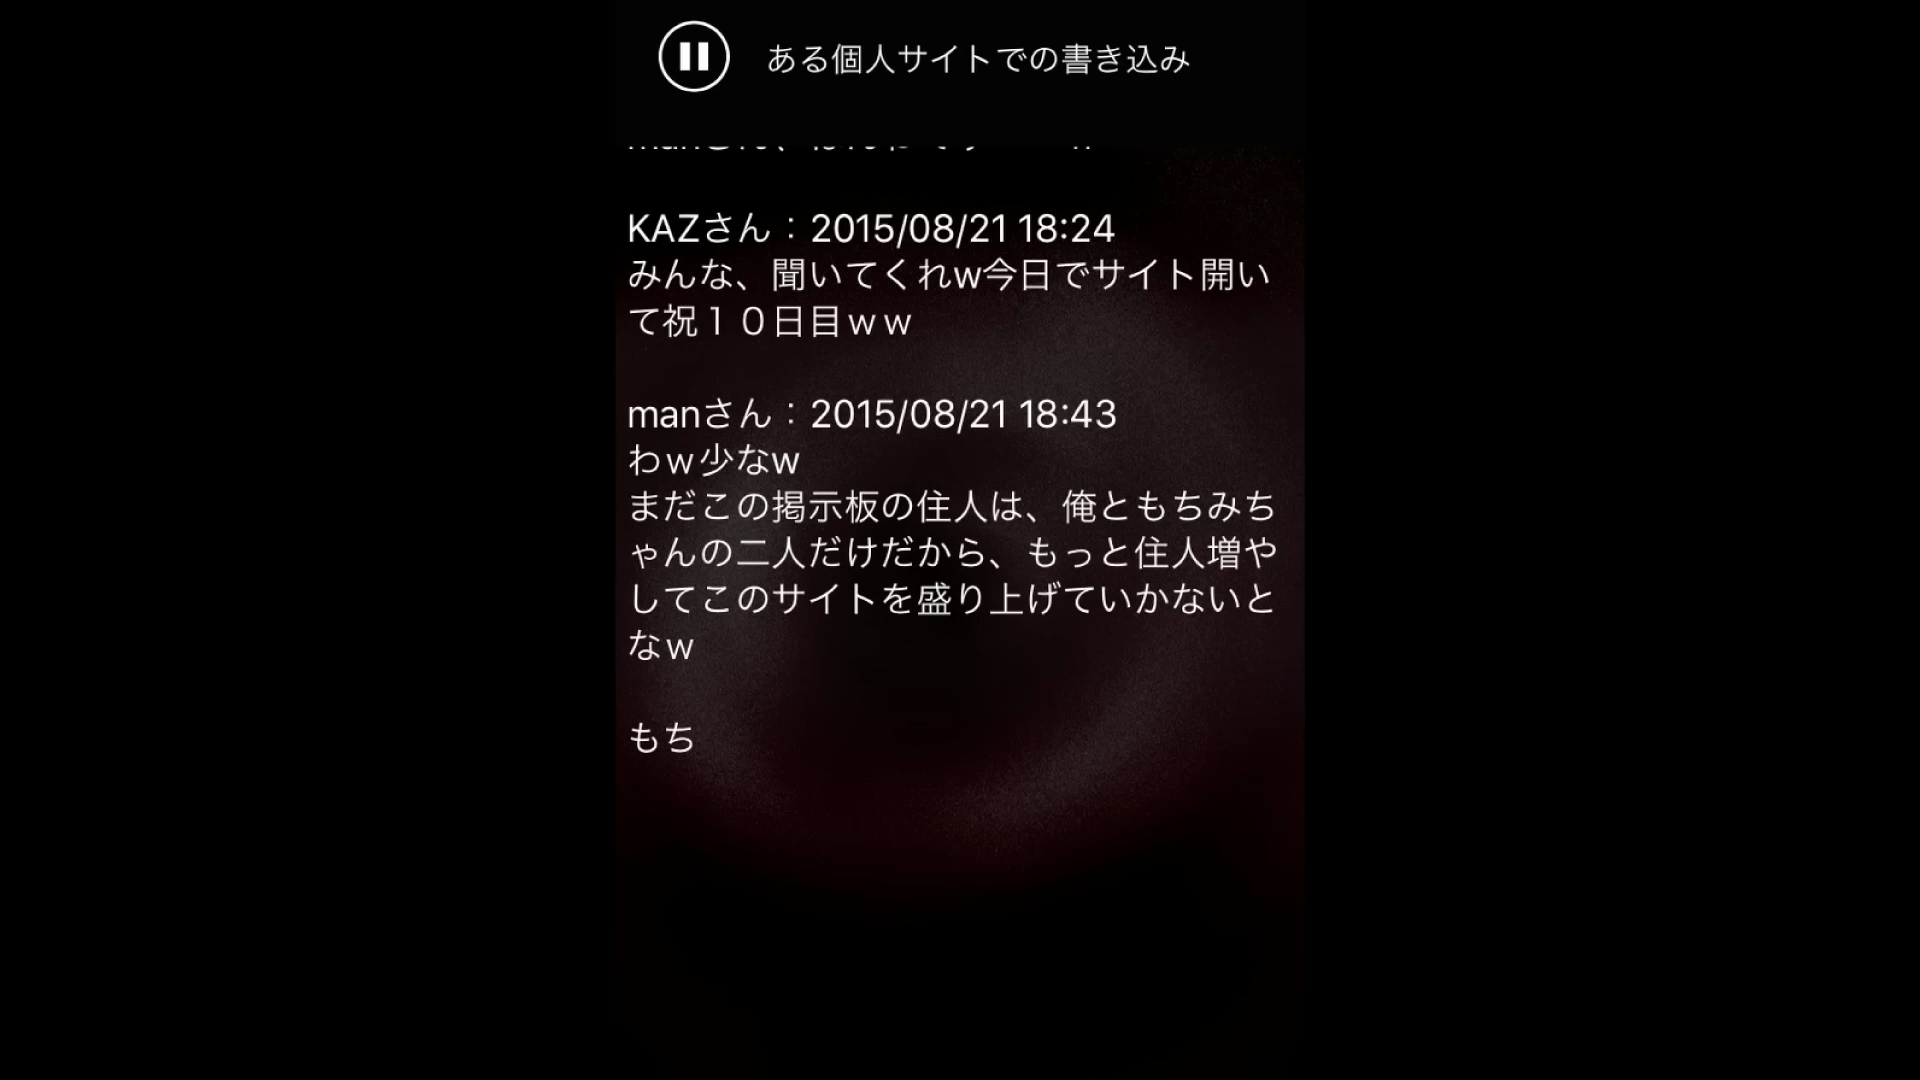 ある個人サイトでの書き込み
KAZさん：2015/08/21 18:24
みんな、聞いてくれw今日でサイト開い
て祝１０日目ｗｗ
manさん：2015/08/21 18:43
わｗ少なw
まだこの掲示板の住人は、俺ともちみち
ゃんの二人だけだから、もっと住人増や
してこのサイトを盛り上げていかないと
なｗ
もち